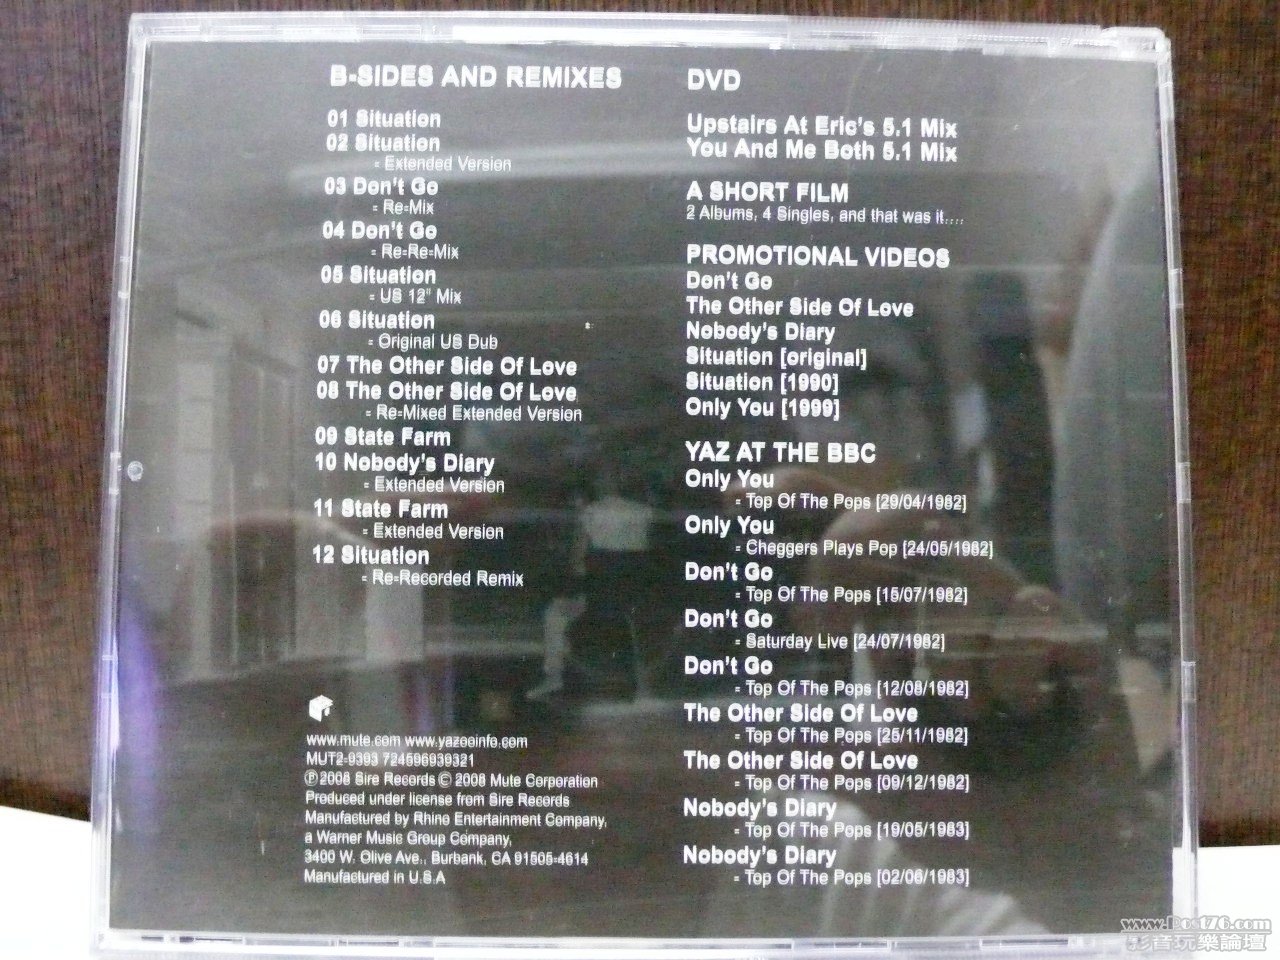 B-SIDES AND REMIXES
01 Situation
02 Situation
- Extended Version
03 Don't Go
- Re-Mix
04 Don't Go
- Re-Re-Mix
05 Situation
- US 12" Mix
06 Situation
- Original US Dub
07 The Other Side Of Love
08 The Other Side Of Love
- Re-Mixed Extended Version
09 State Farm
10 Nobody's Diary
- Extended Version
11 State Farm
- Extended Version
12 Situation
- Re-Recorded Remix
www.mute.com www.yazooinfo.com
MUT2-9393 724596939321
Ⓟ2008 Sire Records © 2008 Mute Corporation
Produced under license from Sire Records
Manufactured by Rhino Entertainment Company,
a Warner Music Group Company,
3400 W. Olive Ave., Burbank, CA 91505-4614
Manufactured in U.S.A
DVD
Upstairs At Eric's 5.1 Mix
You And Me Both 5.1 Mix
A SHORT FILM
2 Albums, 4 Singles, and that was it....
PROMOTIONAL VIDEOS
Don't Go
The Other Side Of Love
Nobody's Diary
Situation [original]
Situation [1990]
Only You [1999]
YAZ AT THE BBC
Only You
- Top Of The Pops [29/04/1982]
Only You
- Cheggers Plays Pop [24/05/1982]
Don't Go
- Top Of The Pops [15/07/1982]
Don't Go
- Saturday Live [24/07/1982]
Don't Go
- Top Of The Pops [12/08/1982]
The Other Side Of Love
- Top Of The Pops [25/11/1982]
The Other Side Of Love
- Top Of The Pops [09/12/1982]
Nobody's Diary
- Top Of The Pops [19/05/1983]
Nobody's Diary
- Top Of The Pops [02/06/1983]
www.Post76.com
影音玩樂論壇